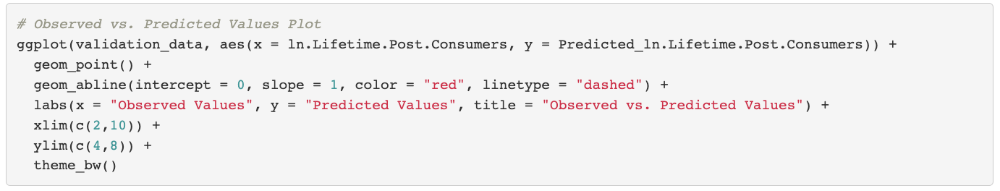 # Observed vs. Predicted Values Plot
ggplot(validation_data, aes(x = ln.Lifetime.Post.Consumers, y = Predicted_ln.Lifetime.Post.Consumers)) +
  geom_point() +
  geom_abline(intercept = 0, slope = 1, color = "red", linetype = "dashed") +
  labs(x = "Observed Values", y = "Predicted Values", title = "Observed vs. Predicted Values") +
  xlim(c(2,10)) +
  ylim(c(4,8)) +
  theme_bw()